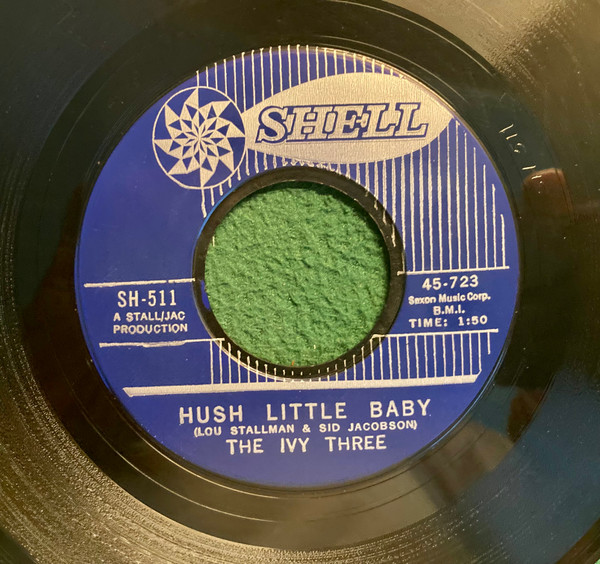 SHELL
SH-511
A STALL/JAC
PRODUCTION
45-723
Saxon Music Corp.
B.M.I.
TIME: 1:50
HUSH LITTLE BABY
(LOU STALLMAN & SID JACOBSON)
THE IVY THREE